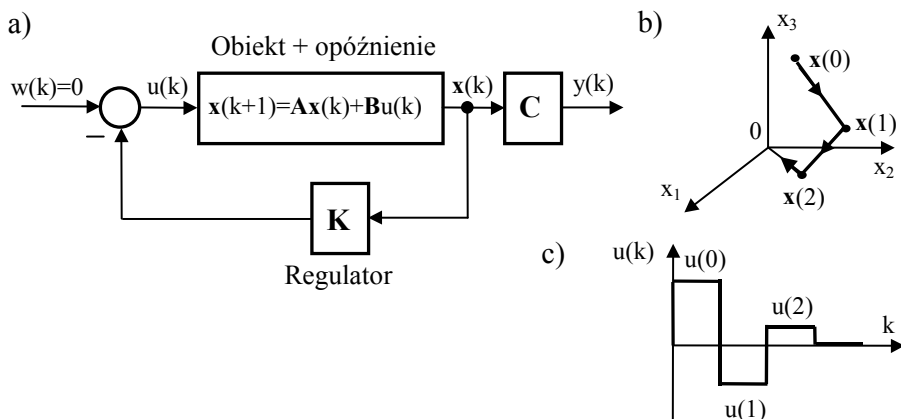 a)
Obiekt + opóźnienie
w(k)=0
u(k)
x(k+1)=Ax(k)+Bu(k)
x(k)
C
y(k)
−
K
Regulator
b)
x₃
x(0)
x(1)
0
x₂
x₁
x(2)
c)
u(k)
u(0)
u(2)
k
u(1)